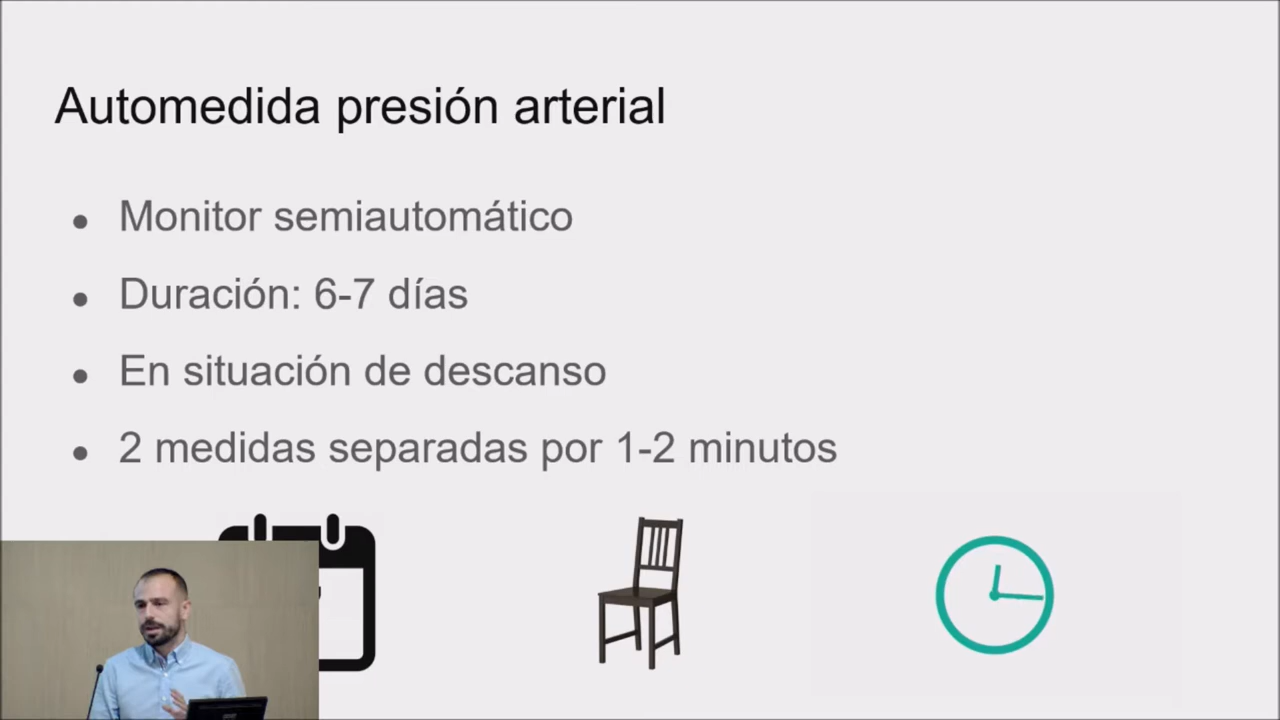 Automedida presión arterial
● Monitor semiautomático
● Duración: 6-7 días
● En situación de descanso
● 2 medidas separadas por 1-2 minutos